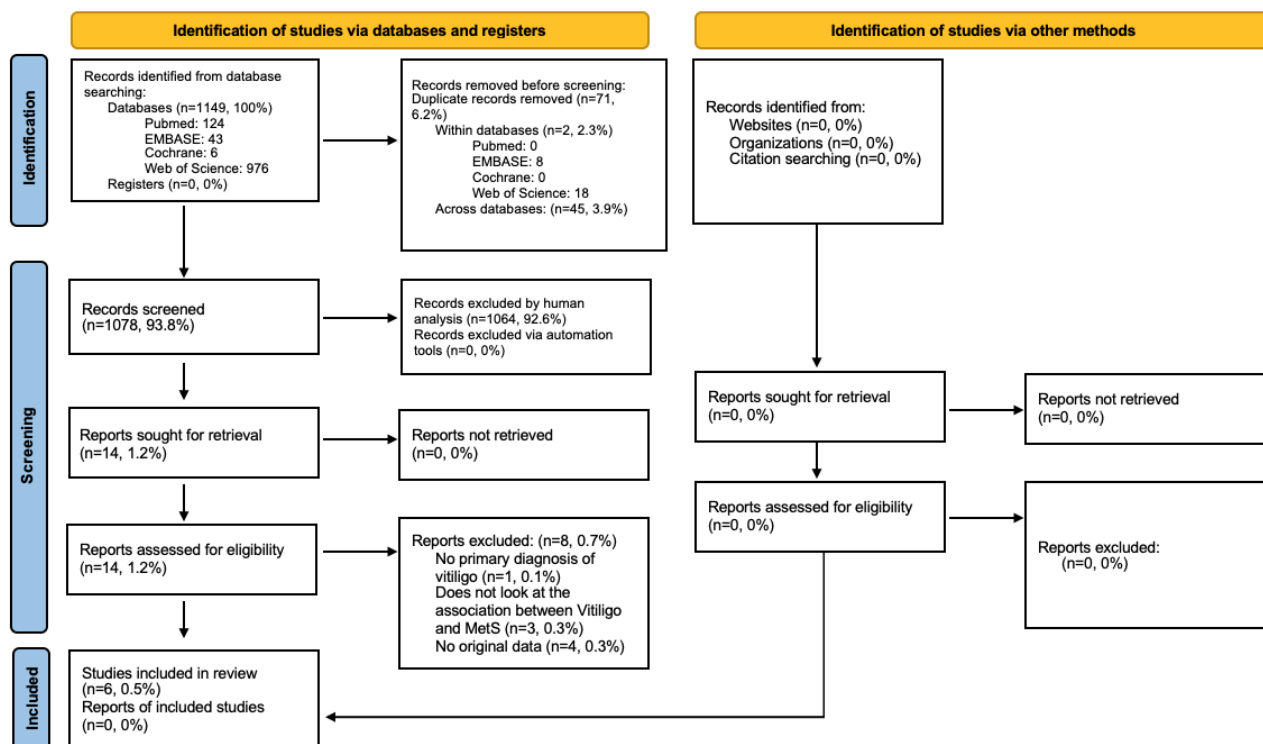 Identification of studies via databases and registers
Identification of studies via other methods
Identification
Records identified from database
searching:
Databases (n=1149, 100%)
Pubmed: 124
EMBASE: 43
Cochrane: 6
Web of Science: 976
Registers (n=0, 0%)
Records removed before screening:
Duplicate records removed (n=71,
6.2%)
Within databases (n=2, 2.3%)
Pubmed: 0
EMBASE: 8
Cochrane: 0
Web of Science: 18
Across databases: (n=45, 3.9%)
Records identified from:
Websites (n=0, 0%)
Organizations (n=0, 0%)
Citation searching (n=0, 0%)
Screening
Records screened
(n=1078, 93.8%)
Records excluded by human
analysis (n=1064, 92.6%)
Records excluded via automation
tools (n=0, 0%)
Reports sought for retrieval
(n=14, 1.2%)
Reports not retrieved
(n=0, 0%)
Reports sought for retrieval
(n=0, 0%)
Reports not retrieved
(n=0, 0%)
Reports assessed for eligibility
(n=14, 1.2%)
Reports excluded: (n=8, 0.7%)
No primary diagnosis of
vitiligo (n=1, 0.1%)
Does not look at the
association between Vitiligo
and MetS (n=3, 0.3%)
No original data (n=4, 0.3%)
Reports assessed for eligibility
(n=0, 0%)
Reports excluded:
(n=0, 0%)
Included
Studies included in review
(n=6, 0.5%)
Reports of included studies
(n=0, 0%)